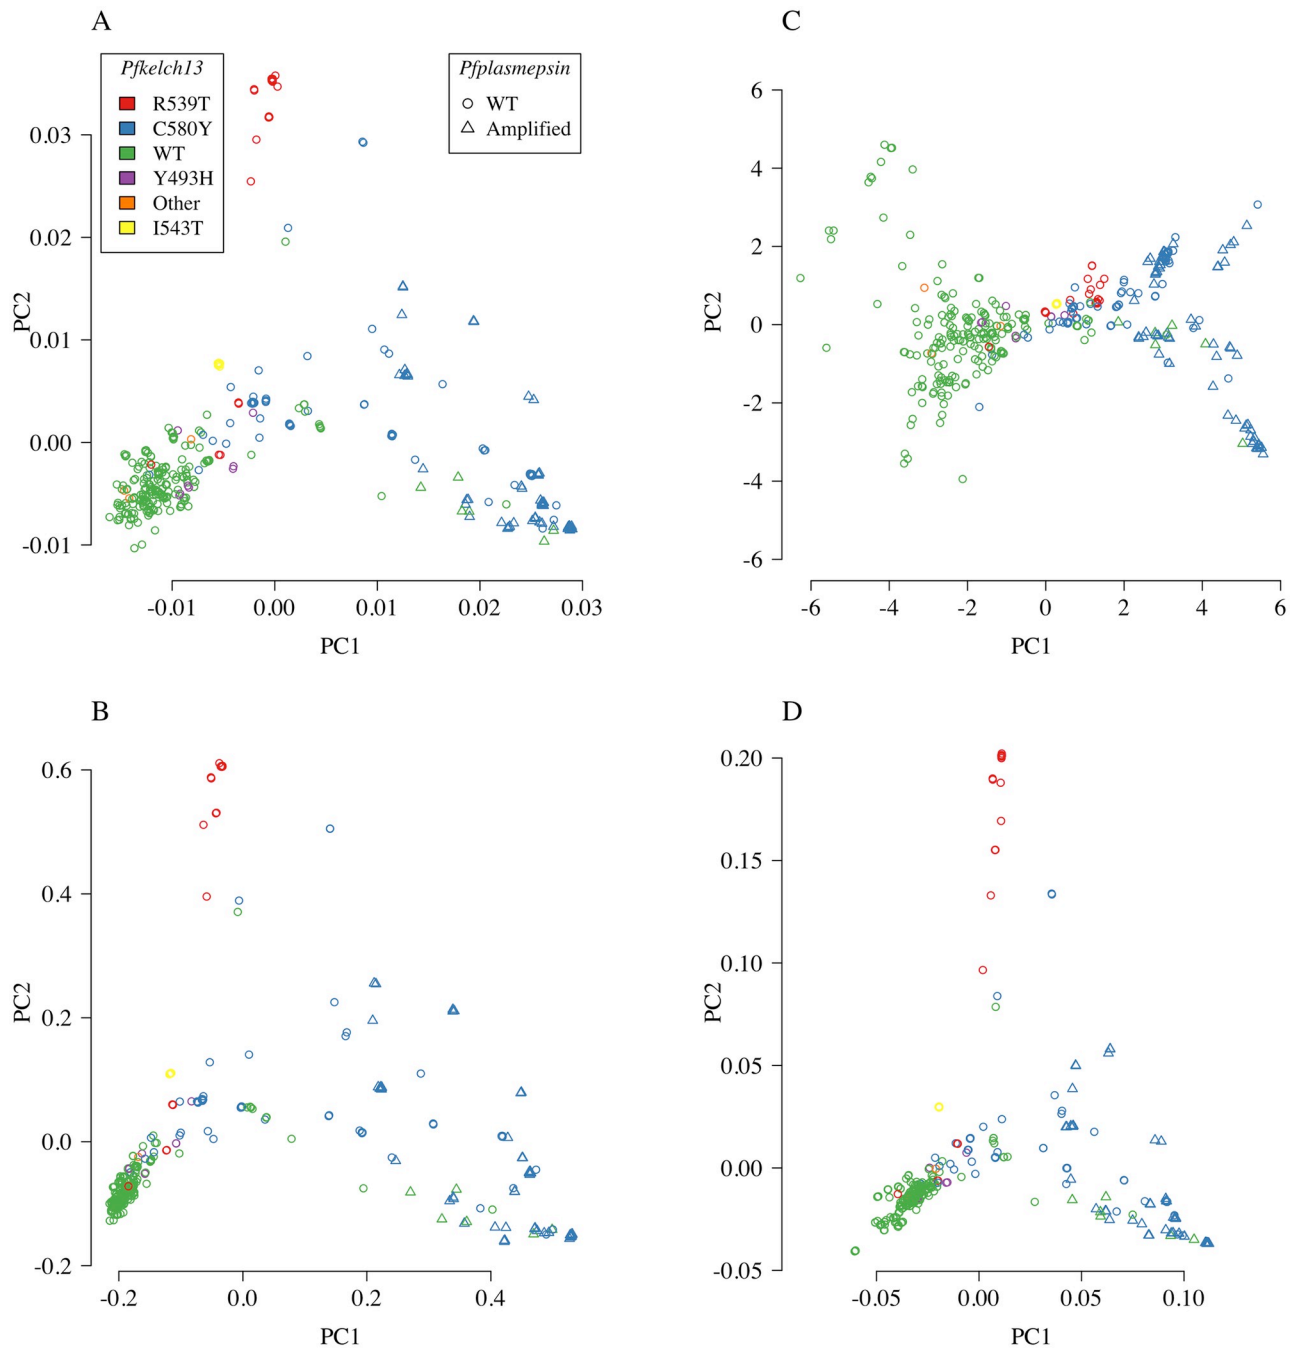 A
Pfkelch13
R539T
C580Y
WT
Y493H
Other
I543T
Pfplasmepsin
WT
Amplified
PC2
0.03
0.02
0.01
0.00
-0.01
-0.01 0.00 0.01 0.02 0.03
PC1
C
PC2
6
4
2
0
-2
-4
-6
-6 -4 -2 0 2 4 6
PC1
B
PC2
0.6
0.4
0.2
0.0
-0.2
-0.2 0.0 0.2 0.4
PC1
D
PC2
0.20
0.15
0.10
0.05
0.00
-0.05
-0.05 0.00 0.05 0.10
PC1